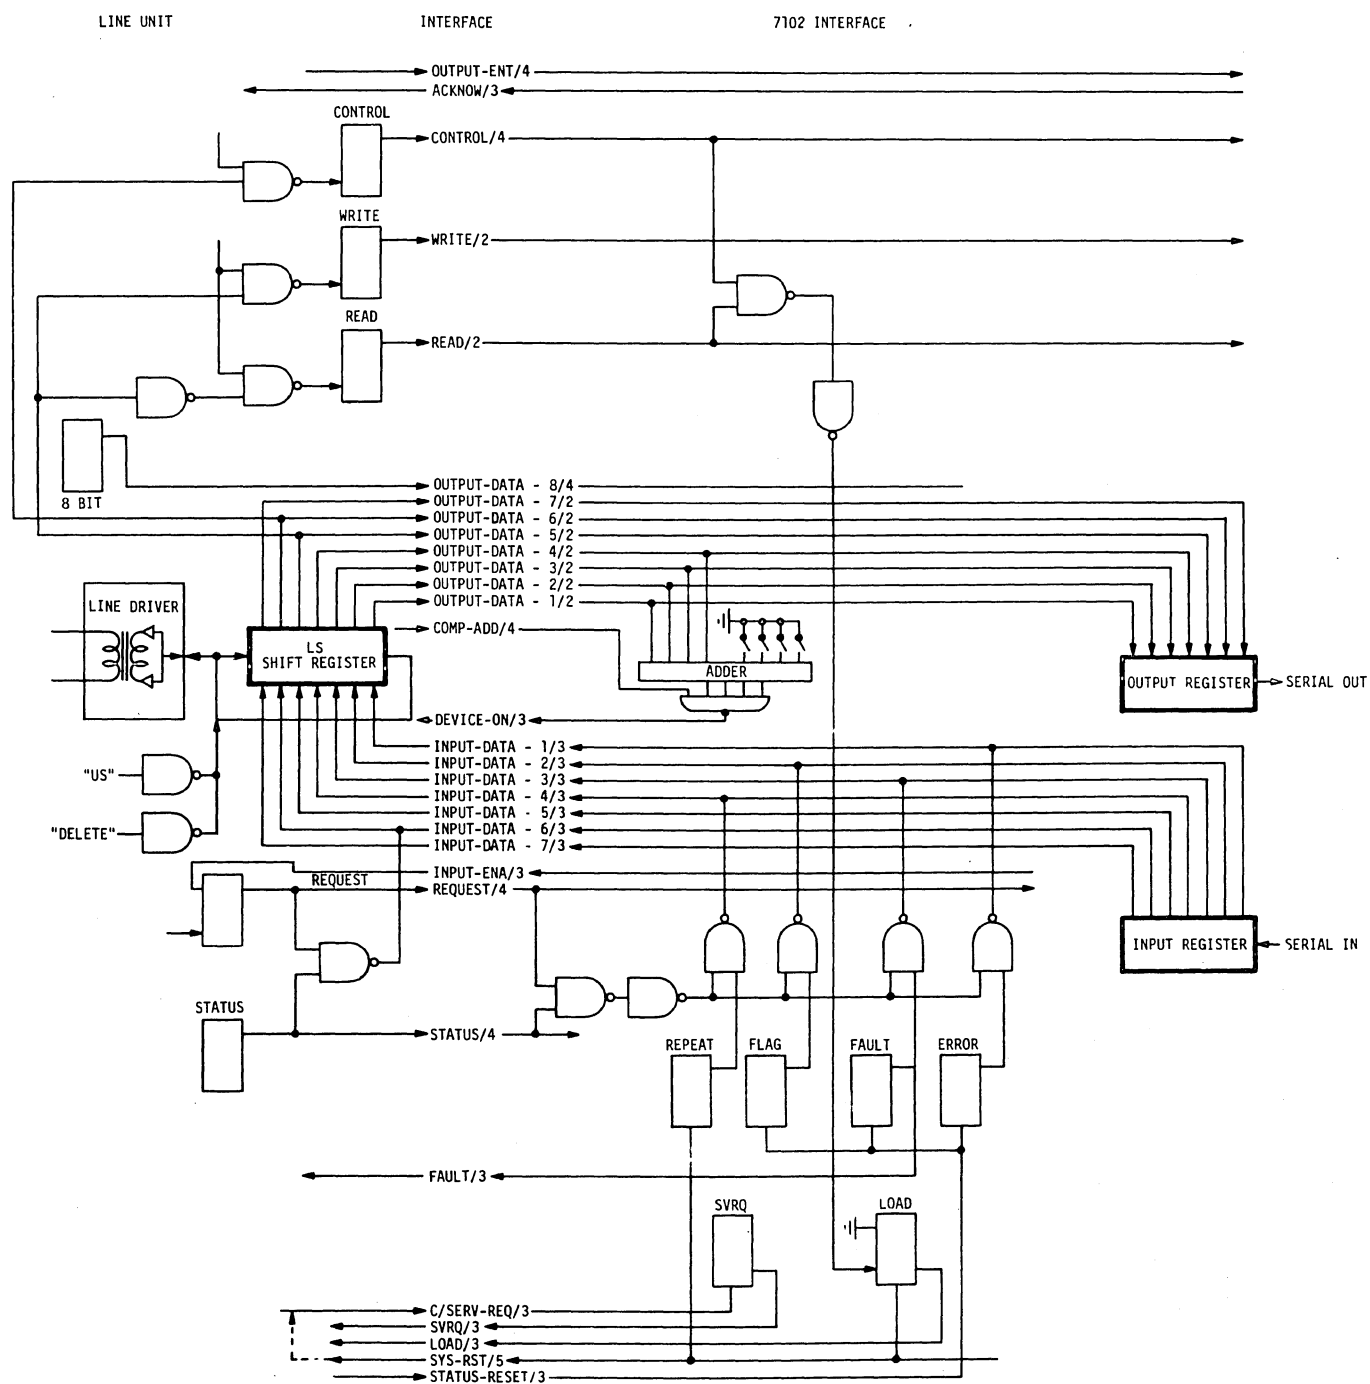 LINE UNIT INTERFACE 7102 INTERFACE
OUTPUT-ENT/4
ACKNOW/3
CONTROL
CONTROL/4
WRITE
WRITE/2
READ
READ/2
8 BIT
OUTPUT-DATA - 8/4
OUTPUT-DATA - 7/2
OUTPUT-DATA - 6/2
OUTPUT-DATA - 5/2
OUTPUT-DATA - 4/2
OUTPUT-DATA - 3/2
OUTPUT-DATA - 2/2
OUTPUT-DATA - 1/2
LINE DRIVER
COMP-ADD/4
LS
SHIFT REGISTER
ADDER
OUTPUT REGISTER
SERIAL OUT
DEVICE-ON/3
INPUT-DATA - 1/3
INPUT-DATA - 2/3
INPUT-DATA - 3/3
INPUT-DATA - 4/3
INPUT-DATA - 5/3
INPUT-DATA - 6/3
INPUT-DATA - 7/3
"US"
"DELETE"
INPUT-ENA/3
REQUEST
REQUEST/4
INPUT REGISTER
SERIAL IN
STATUS
STATUS/4
REPEAT
FLAG
FAULT
ERROR
FAULT/3
SVRQ
LOAD
C/SERV-REQ/3
SVRQ/3
LOAD/3
SYS-RST/5
STATUS-RESET/3